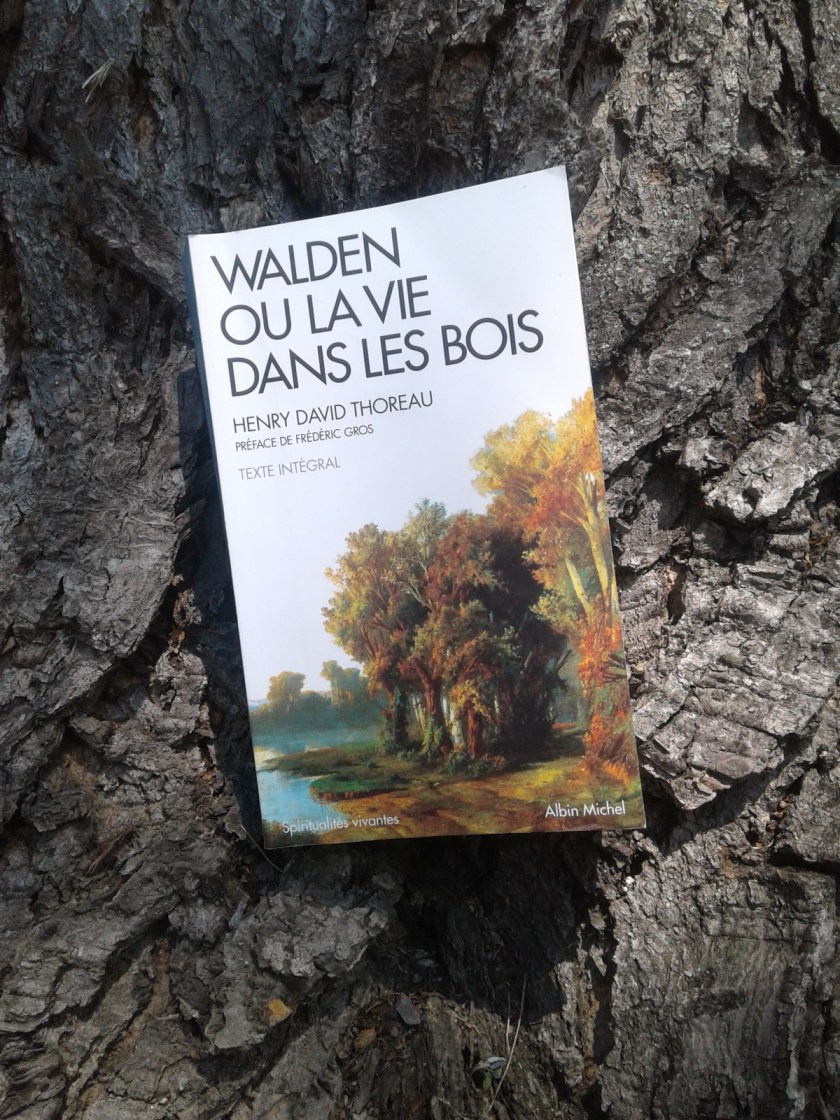 WALDEN
OU LA VIE
DANS LES BOIS
HENRY DAVID THOREAU
PRÉFACE DE FRÉDÉRIC GROS
TEXTE INTÉGRAL
Spiritualités vivantes
Albin Michel